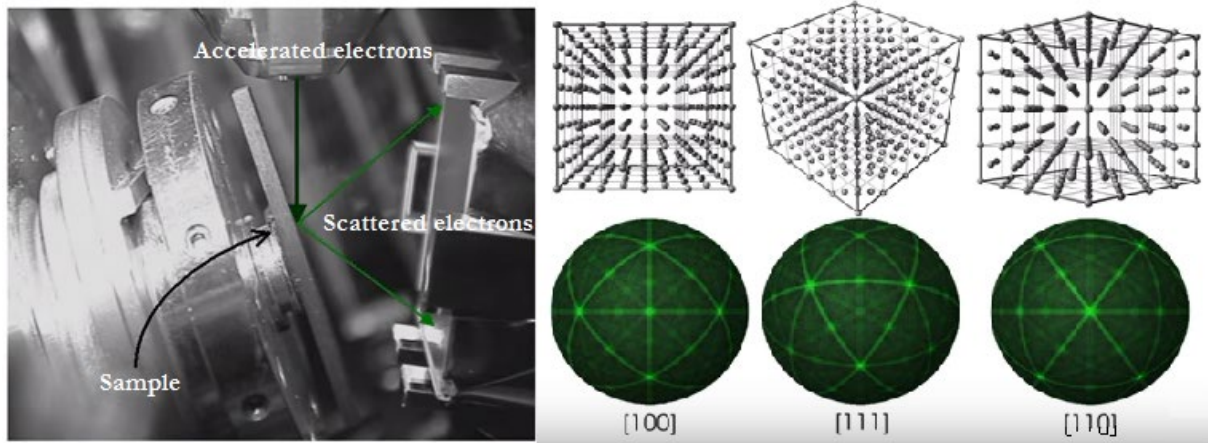 Accelerated electrons
Scattered electrons
Sample
[100]
[111]
[110]